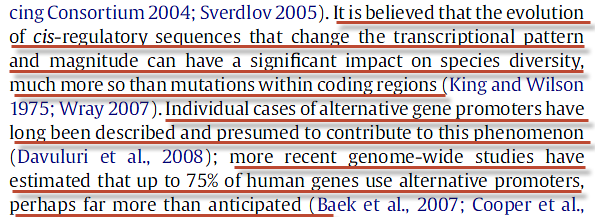 cing Consortium 2004; Sverdlov 2005). It is believed that the evolution
of cis-regulatory sequences that change the transcriptional pattern
and magnitude can have a significant impact on species diversity,
much more so than mutations within coding regions (King and Wilson
1975; Wray 2007). Individual cases of alternative gene promoters have
long been described and presumed to contribute to this phenomenon
(Davuluri et al., 2008); more recent genome-wide studies have
estimated that up to 75% of human genes use alternative promoters,
perhaps far more than anticipated (Baek et al., 2007; Cooper et al.,